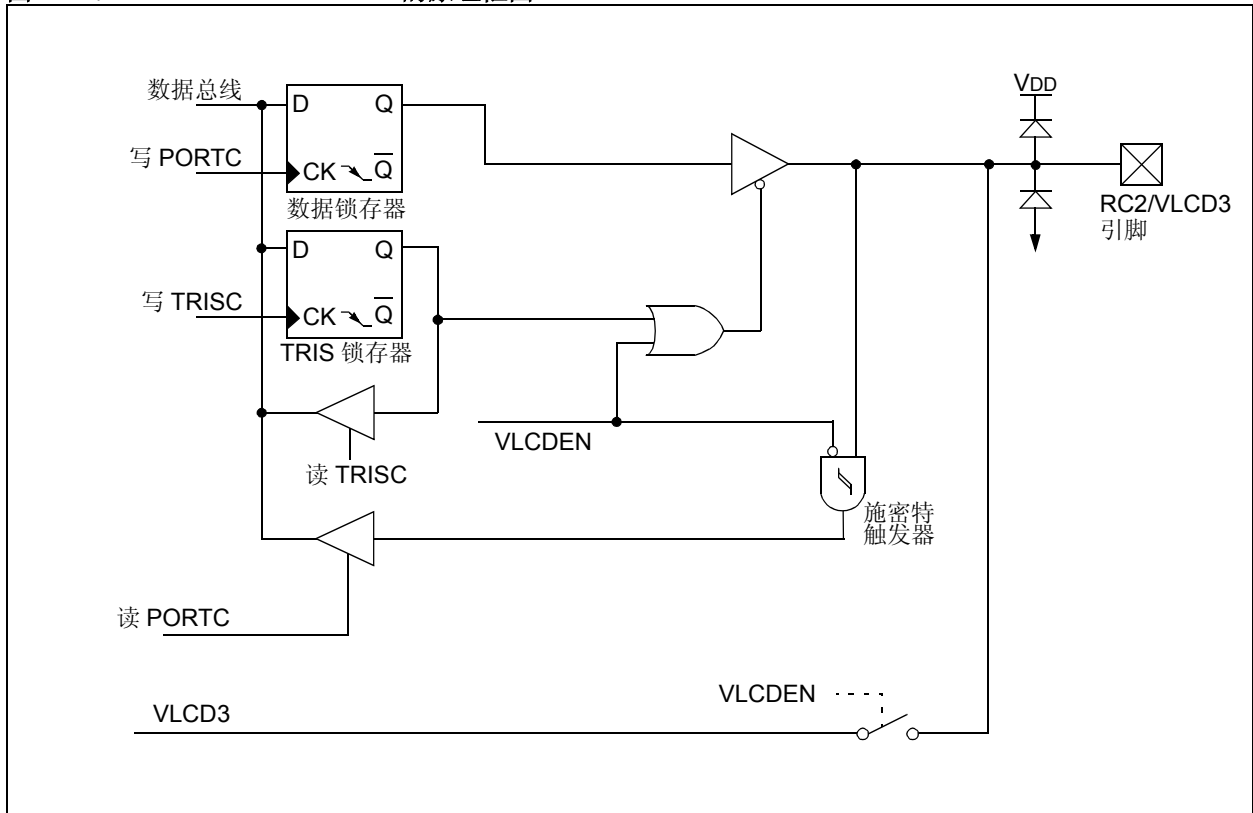 数据总线
D Q
VDD
写 PORTC
CK Q
数据锁存器
RC2/VLCD3
引脚
D Q
写 TRISC
CK Q
TRIS 锁存器
VLCDEN
读 TRISC
施密特
触发器
读 PORTC
VLCDEN
VLCD3